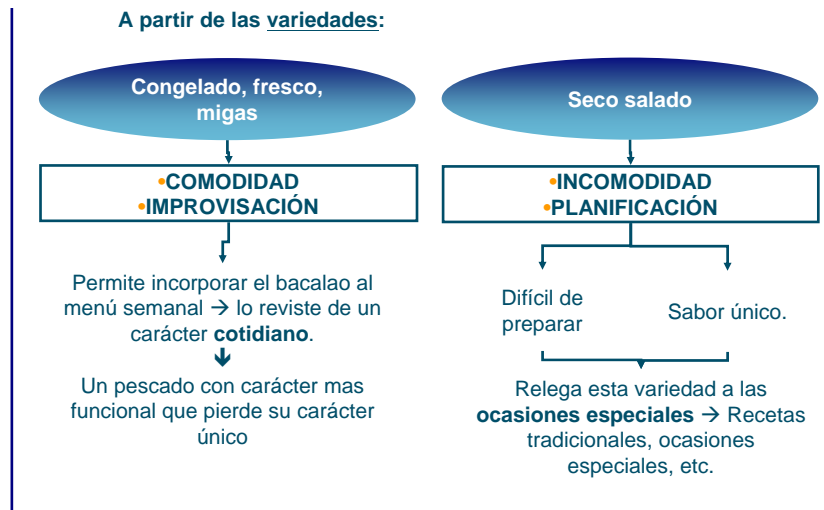 A partir de las variedades:
Congelado, fresco,
migas
•COMODIDAD
•IMPROVISACIÓN
Permite incorporar el bacalao al
menú semanal → lo reviste de un
carácter cotidiano.
🡻
Un pescado con carácter mas
funcional que pierde su carácter
único
Seco salado
•INCOMODIDAD
•PLANIFICACIÓN
Difícil de
preparar
Sabor único.
Relega esta variedad a las
ocasiones especiales → Recetas
tradicionales, ocasiones
especiales, etc.